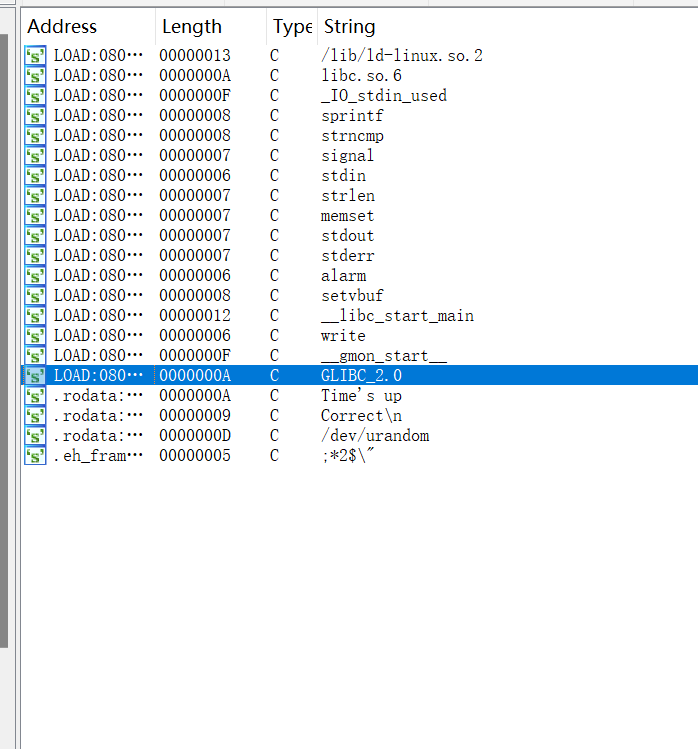 Address Length Type String
's' LOAD:080··· 00000013 C /lib/ld-linux.so.2
's' LOAD:080··· 0000000A C libc.so.6
's' LOAD:080··· 0000000F C _IO_stdin_used
's' LOAD:080··· 00000008 C sprintf
's' LOAD:080··· 00000008 C strncmp
's' LOAD:080··· 00000007 C signal
's' LOAD:080··· 00000006 C stdin
's' LOAD:080··· 00000007 C strlen
's' LOAD:080··· 00000007 C memset
's' LOAD:080··· 00000007 C stdout
's' LOAD:080··· 00000007 C stderr
's' LOAD:080··· 00000006 C alarm
's' LOAD:080··· 00000008 C setvbuf
's' LOAD:080··· 00000012 C __libc_start_main
's' LOAD:080··· 00000006 C write
's' LOAD:080··· 0000000F C __gmon_start__
's' LOAD:080··· 0000000A C GLIBC_2.0
's' .rodata:··· 0000000A C Time's up
's' .rodata:··· 00000009 C Correct\n
's' .rodata:··· 0000000D C /dev/urandom
's' .eh_fram··· 00000005 C ;*2$\"